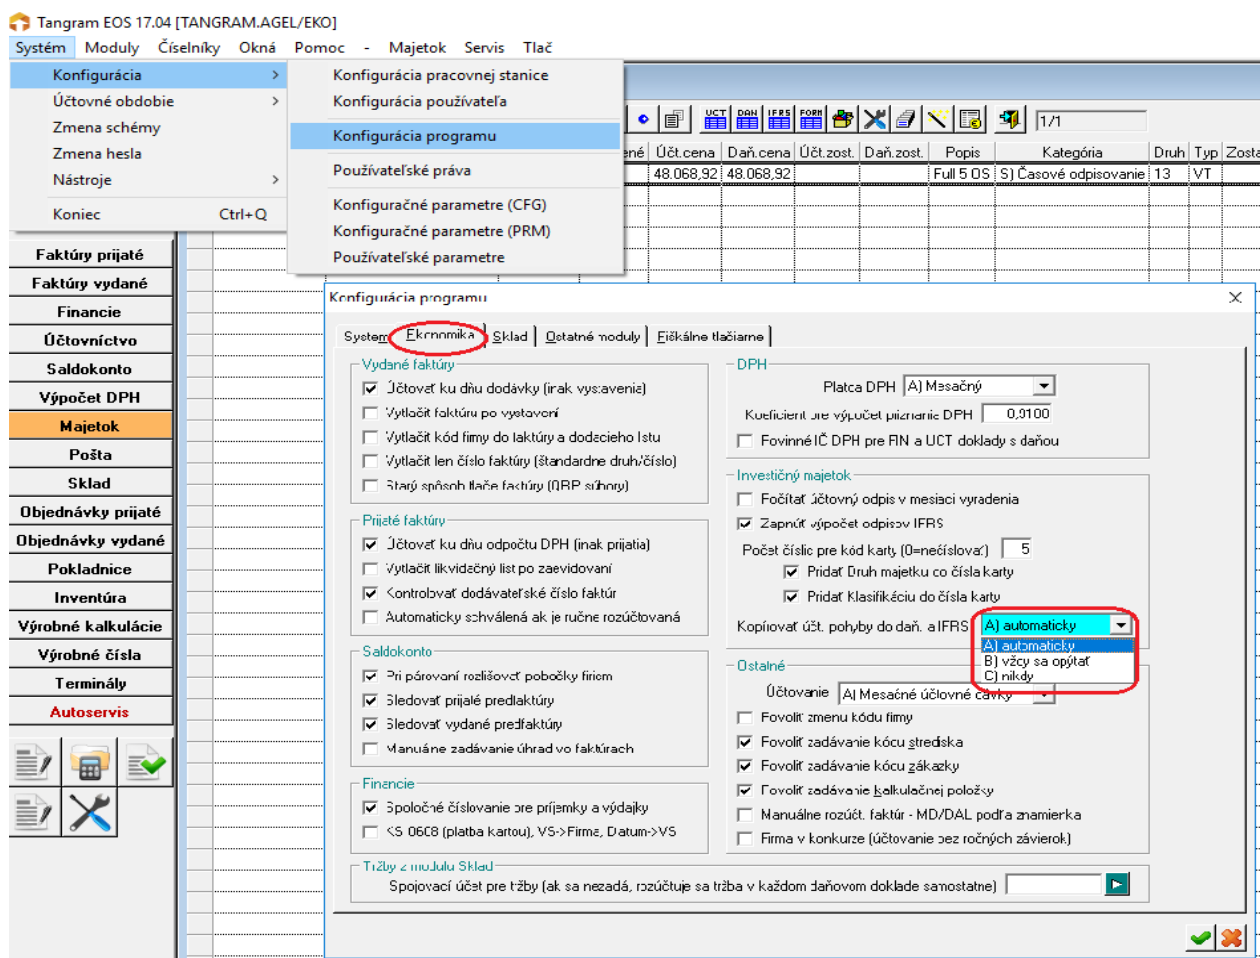 Tangram EOS 17.04 [TANGRAM.AGEL/EKO]
Systém Moduly Číselníky Okná Pomoc - Majetok Servis Tlač
Konfigurácia >
Účtovné obdobie >
Zmena schémy
Zmena hesla
Nástroje >
Koniec Ctrl+Q
Konfigurácia pracovnej stanice
Konfigurácia používateľa
Konfigurácia programu
Používateľské práva
Konfiguračné parametre (CFG)
Konfiguračné parametre (PRM)
Používateľské parametre
UCT DAN IFRS FORM 1/1
ené Účt.cena Daň.cena Účt.zost. Daň.zost. Popis Kategória Druh Typ Zosta
48.068,92 48.068,92 Full 5 OS S) Časové odpisovanie 13 VT
Faktúry prijaté
Faktúry vydané
Financie
Účtovníctvo
Saldokonto
Výpočet DPH
Majetok
Pošta
Sklad
Objednávky prijaté
Objednávky vydané
Pokladnice
Inventúra
Výrobné kalkulácie
Výrobné čísla
Terminály
Autoservis
Konfigurácia programu
System Ekonomika Sklad Ostatné moduly Fiškálne tlačiarne
Vydané faktúry
Účtovať ku dňu dodávky (inak vystavenia)
Vytlačiť faktúru po vystavení
Vytlačiť kód firmy do faktúry a dodacieho listu
Vytlačiť len číslo faktúry (štandardne druh/číslo)
Starý spôsob tlače faktúry (QRP súbory)
Prijaté faktúry
Účtovať ku dňu odpočtu DPH (inak prijatia)
Vytlačiť likvidačný list po zaevidovaní
Kontrolovať dodávateľské číslo faktúr
Automaticky schválená ak je ručne rozúčtovaná
Saldokonto
Pri párovaní rozlišovať pobočky firiem
Sledovať prijaté predfaktúry
Sledovať vydané predfaktúry
Manuálne zadávanie úhrad vo faktúrach
Financie
Spoločné číslovanie pre príjemky a výdajky
KS 0608 (platba kartou), VS->Firma, Datum->VS
Tržby z modulu Sklad
Spojovací účet pre tržby (ak sa nezadá, rozúčtuje sa tržba v každom daňovom doklade samostatne)
DPH
Platca DPH A) Mesačný
Koeficient pre výpočet priznania DPH 0,9100
Povinné IČ DPH pre FIN a UCT doklady s daňou
Investičný majetok
Počítať účtovný odpis v mesiaci vyradenia
Zapnúť výpočet odpisov IFRS
Počet číslic pre kód karty (0=nečíslovať) 5
Pridať Druh majetku do čísla karty
Pridať Klasifikáciu do čísla karty
Kopírovať účt. pohyby do daň. a IFRS A) automaticky
A) automaticky
B) vždy sa opýtať
C) nikdy
Ostatné
Účtovanie A) Mesačné účtovné dávky
Povoliť zmenu kódu firmy
Povoliť zadávanie kódu strediska
Povoliť zadávanie kódu zákazky
Povoliť zadávanie kalkulačnej položky
Manuálne rozúčt. faktúr - MD/DAL podľa znamienka
Firma v konkurze (účtovanie bez ročných závierok)